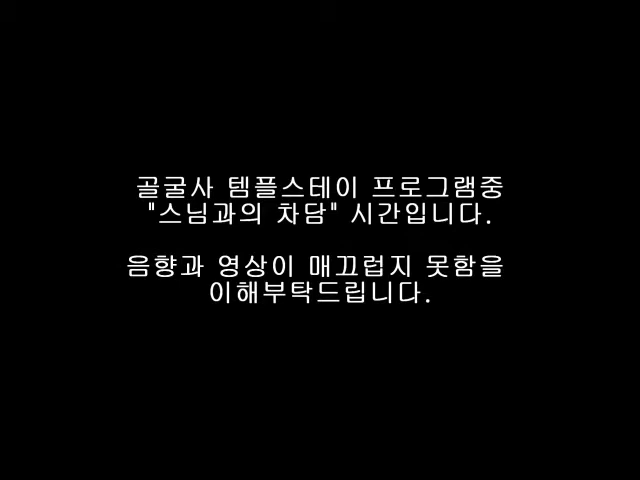 골굴사 템플스테이 프로그램중
"스님과의 차담" 시간입니다.
음향과 영상이 매끄럽지 못함을
이해부탁드립니다.